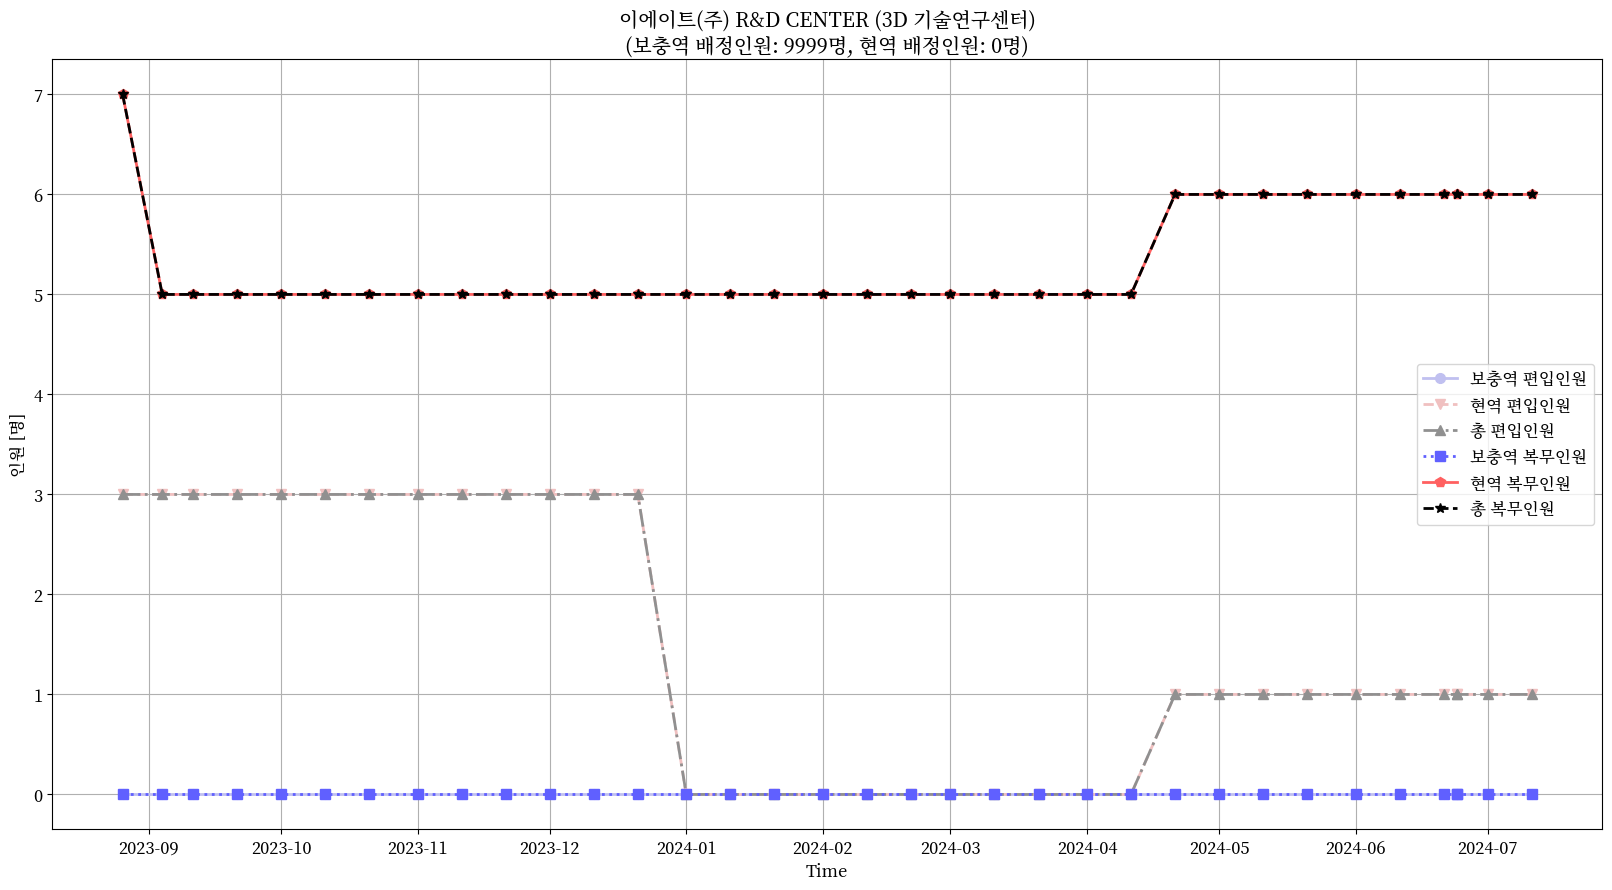 이에이트(주) R&D CENTER (3D 기술연구센터)
(보충역 배정인원: 9999명, 현역 배정인원: 0명)
인원 [명]
7
6
5
4
3
2
1
0
보충역 편입인원
현역 편입인원
총 편입인원
보충역 복무인원
현역 복무인원
총 복무인원
2023-09 2023-10 2023-11 2023-12 2024-01 2024-02 2024-03 2024-04 2024-05 2024-06 2024-07
Time